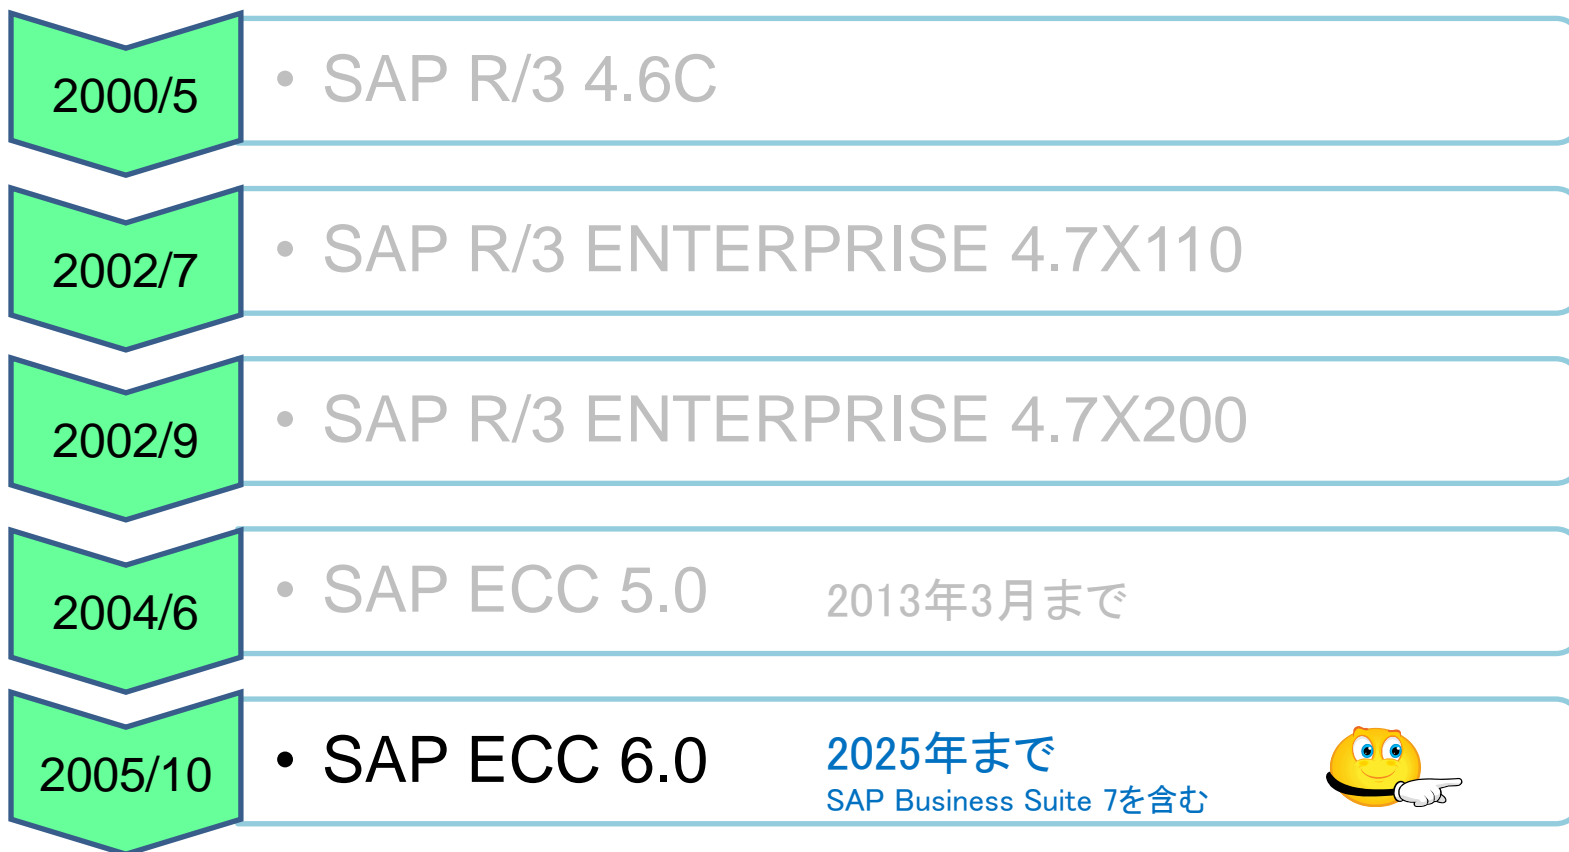 2000/5
• SAP R/3 4.6C
2002/7
• SAP R/3 ENTERPRISE 4.7X110
2002/9
• SAP R/3 ENTERPRISE 4.7X200
2004/6
• SAP ECC 5.0 2013年3月まで
2005/10
• SAP ECC 6.0 2025年まで
SAP Business Suite 7を含む